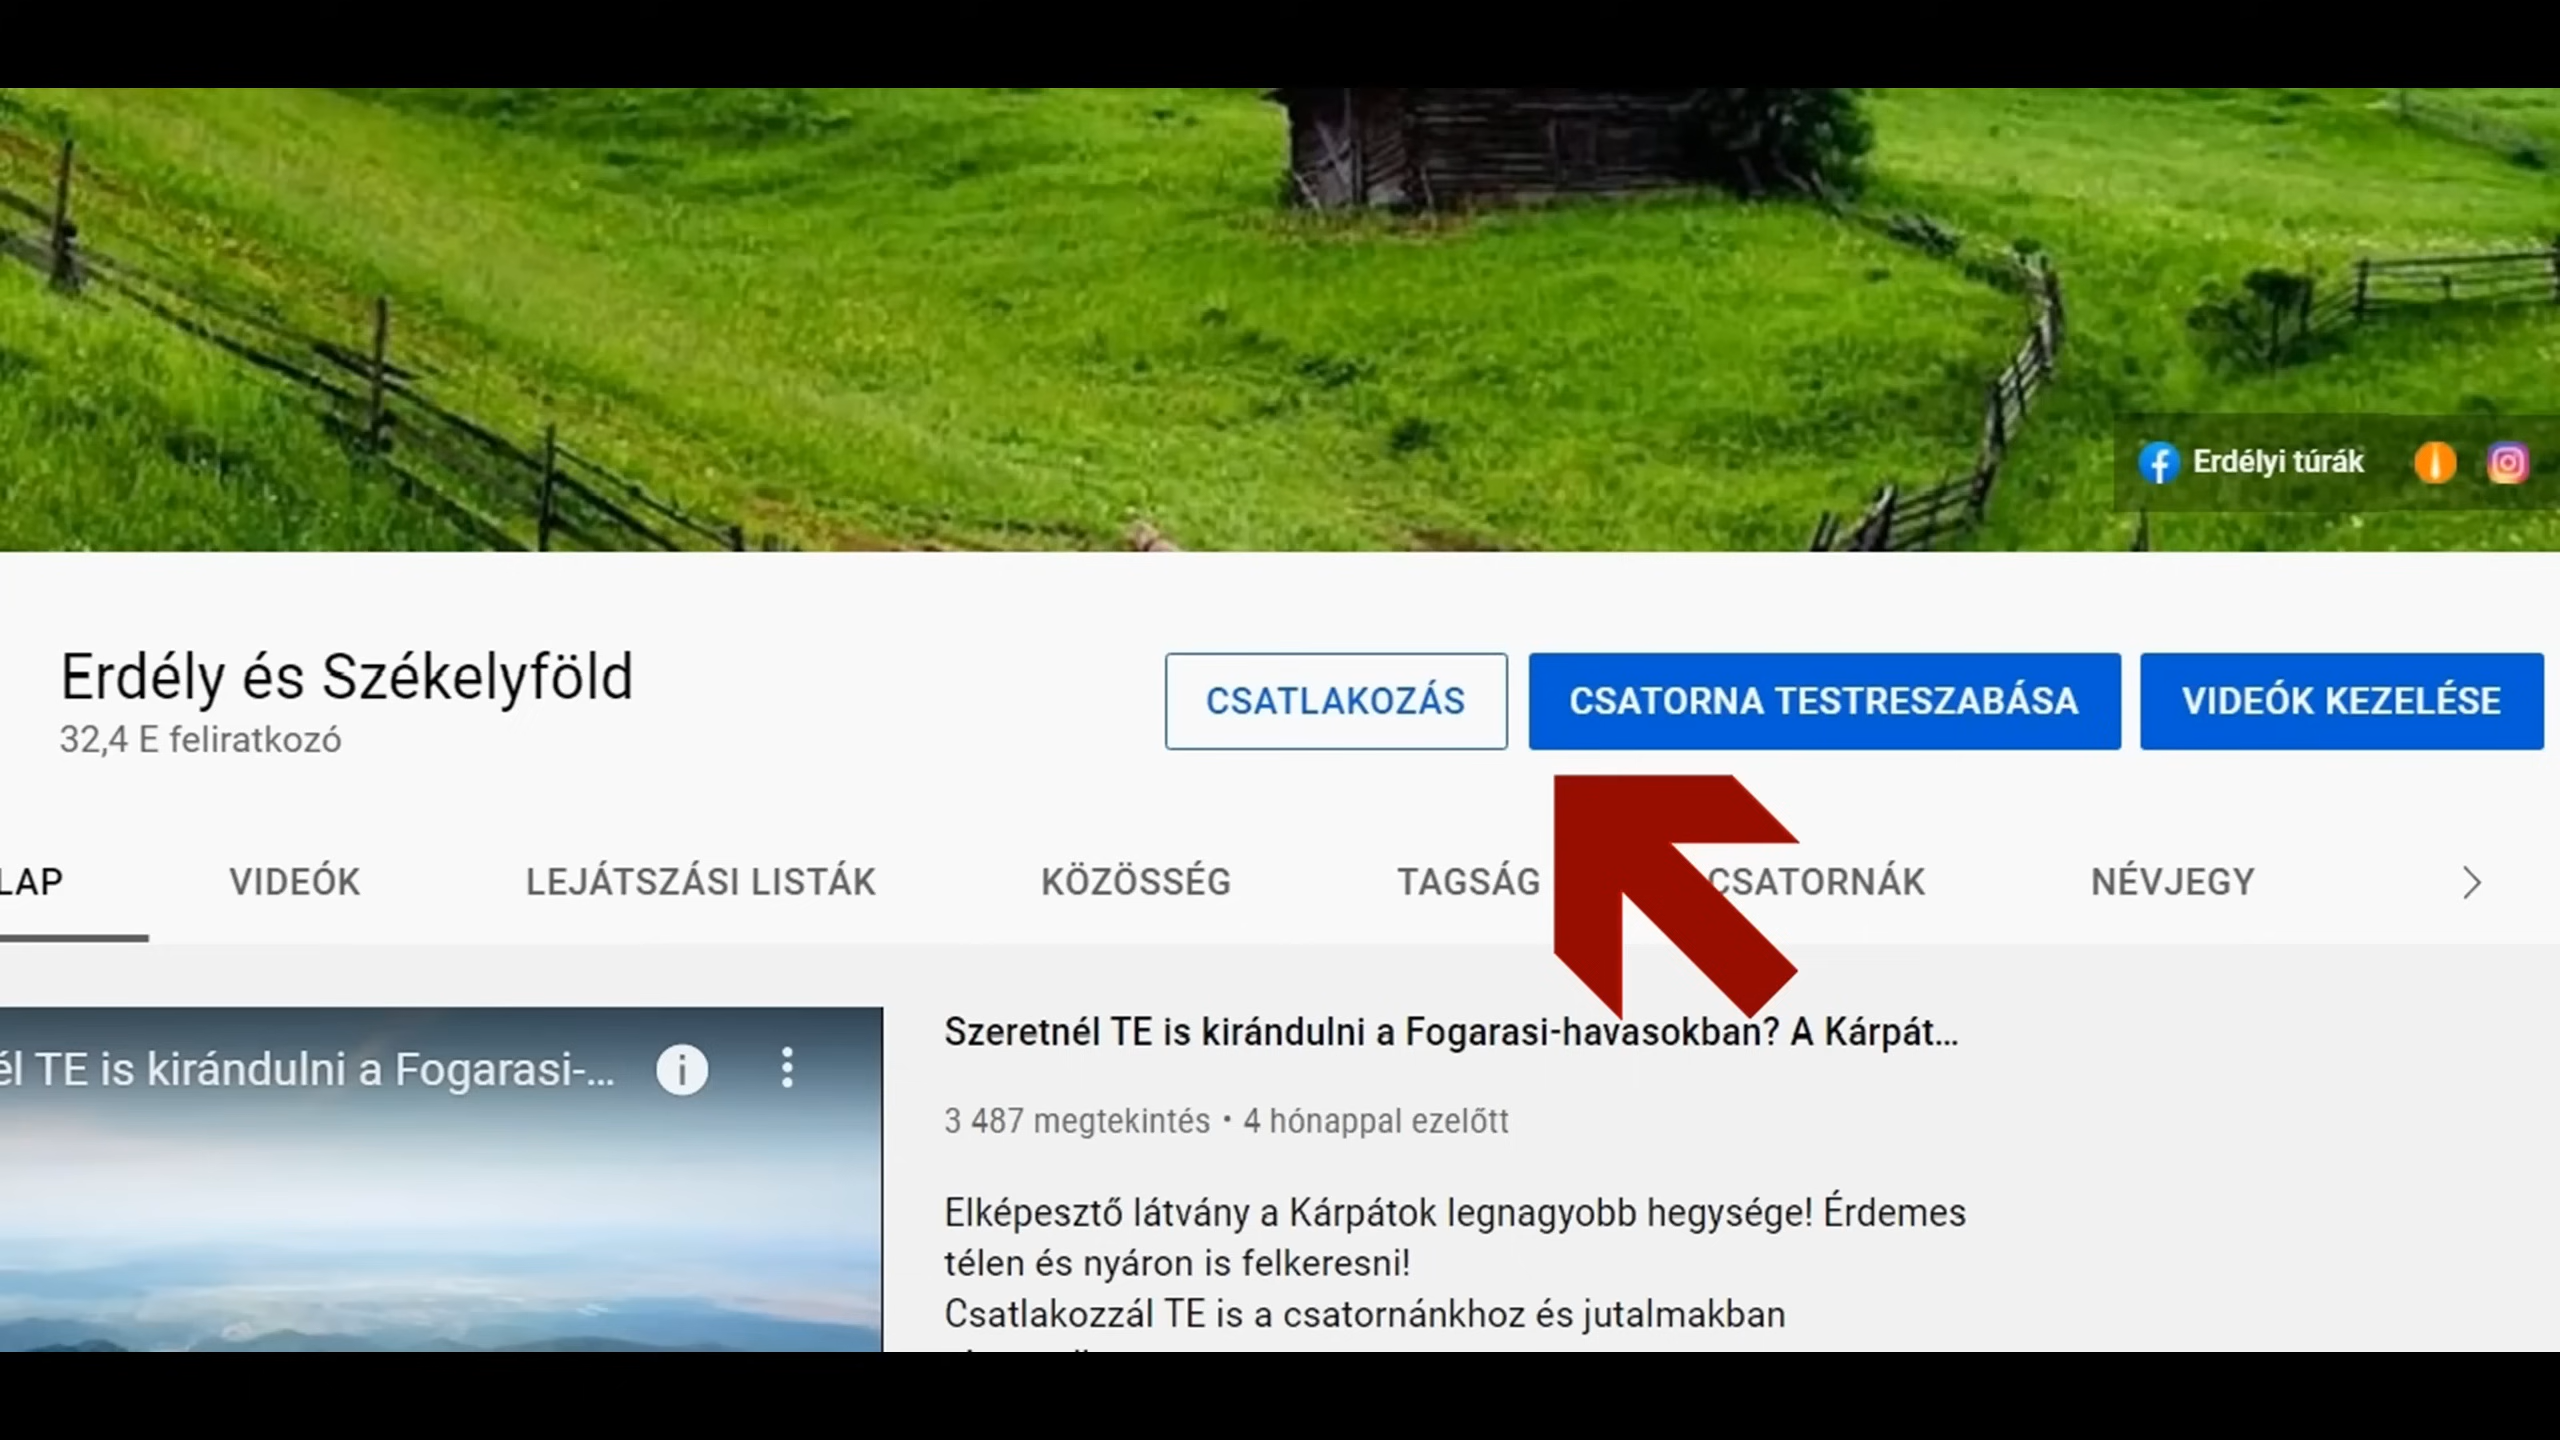 Erdélyi túrák
Erdély és Székelyföld
32,4 E feliratkozó
CSATLAKOZÁS
CSATORNA TESTRESZABÁSA
VIDEÓK KEZELÉSE
LAP
VIDEÓK
LEJÁTSZÁSI LISTÁK
KÖZÖSSÉG
TAGSÁG
CSATORNÁK
NÉVJEGY
él TE is kirándulni a Fogarasi-...
Szeretnél TE is kirándulni a Fogarasi-havasokban? A Kárpát...
3 487 megtekintés • 4 hónappal ezelőtt
Elképesztő látvány a Kárpátok legnagyobb hegysége! Érdemes
télen és nyáron is felkeresni!
Csatlakozzál TE is a csatornánkhoz és jutalmakban